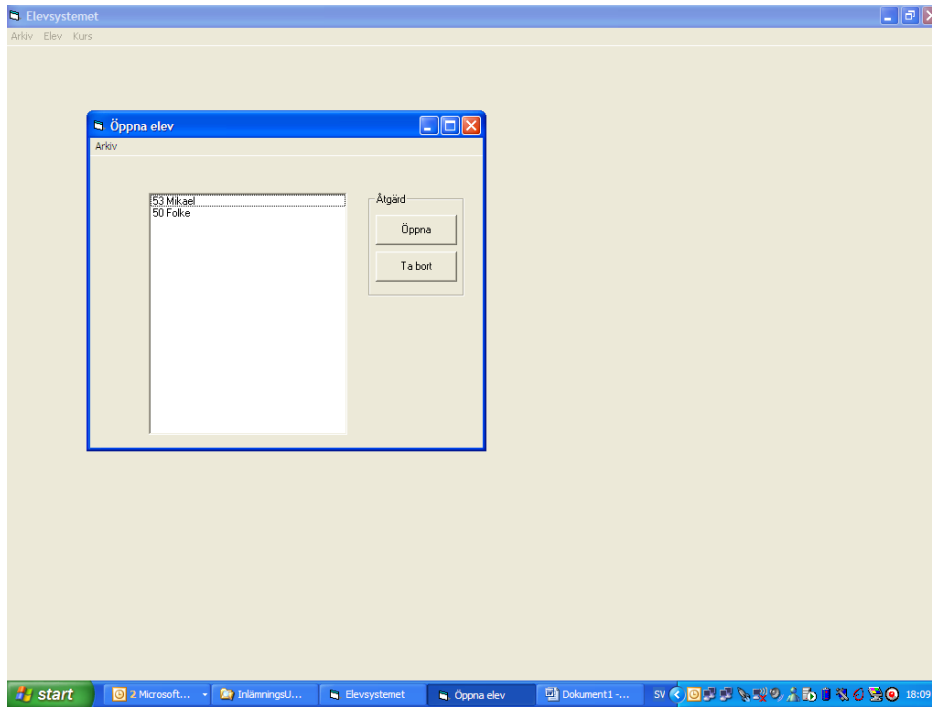 Elevsystemet
Arkiv Elev Kurs
Öppna elev
Arkiv
53 Mikael
50 Folke
Åtgärd
Öppna
Ta bort
start 2 Microsoft... InlämningsU... Elevsystemet Öppna elev Dokument1 -... SV 18:09